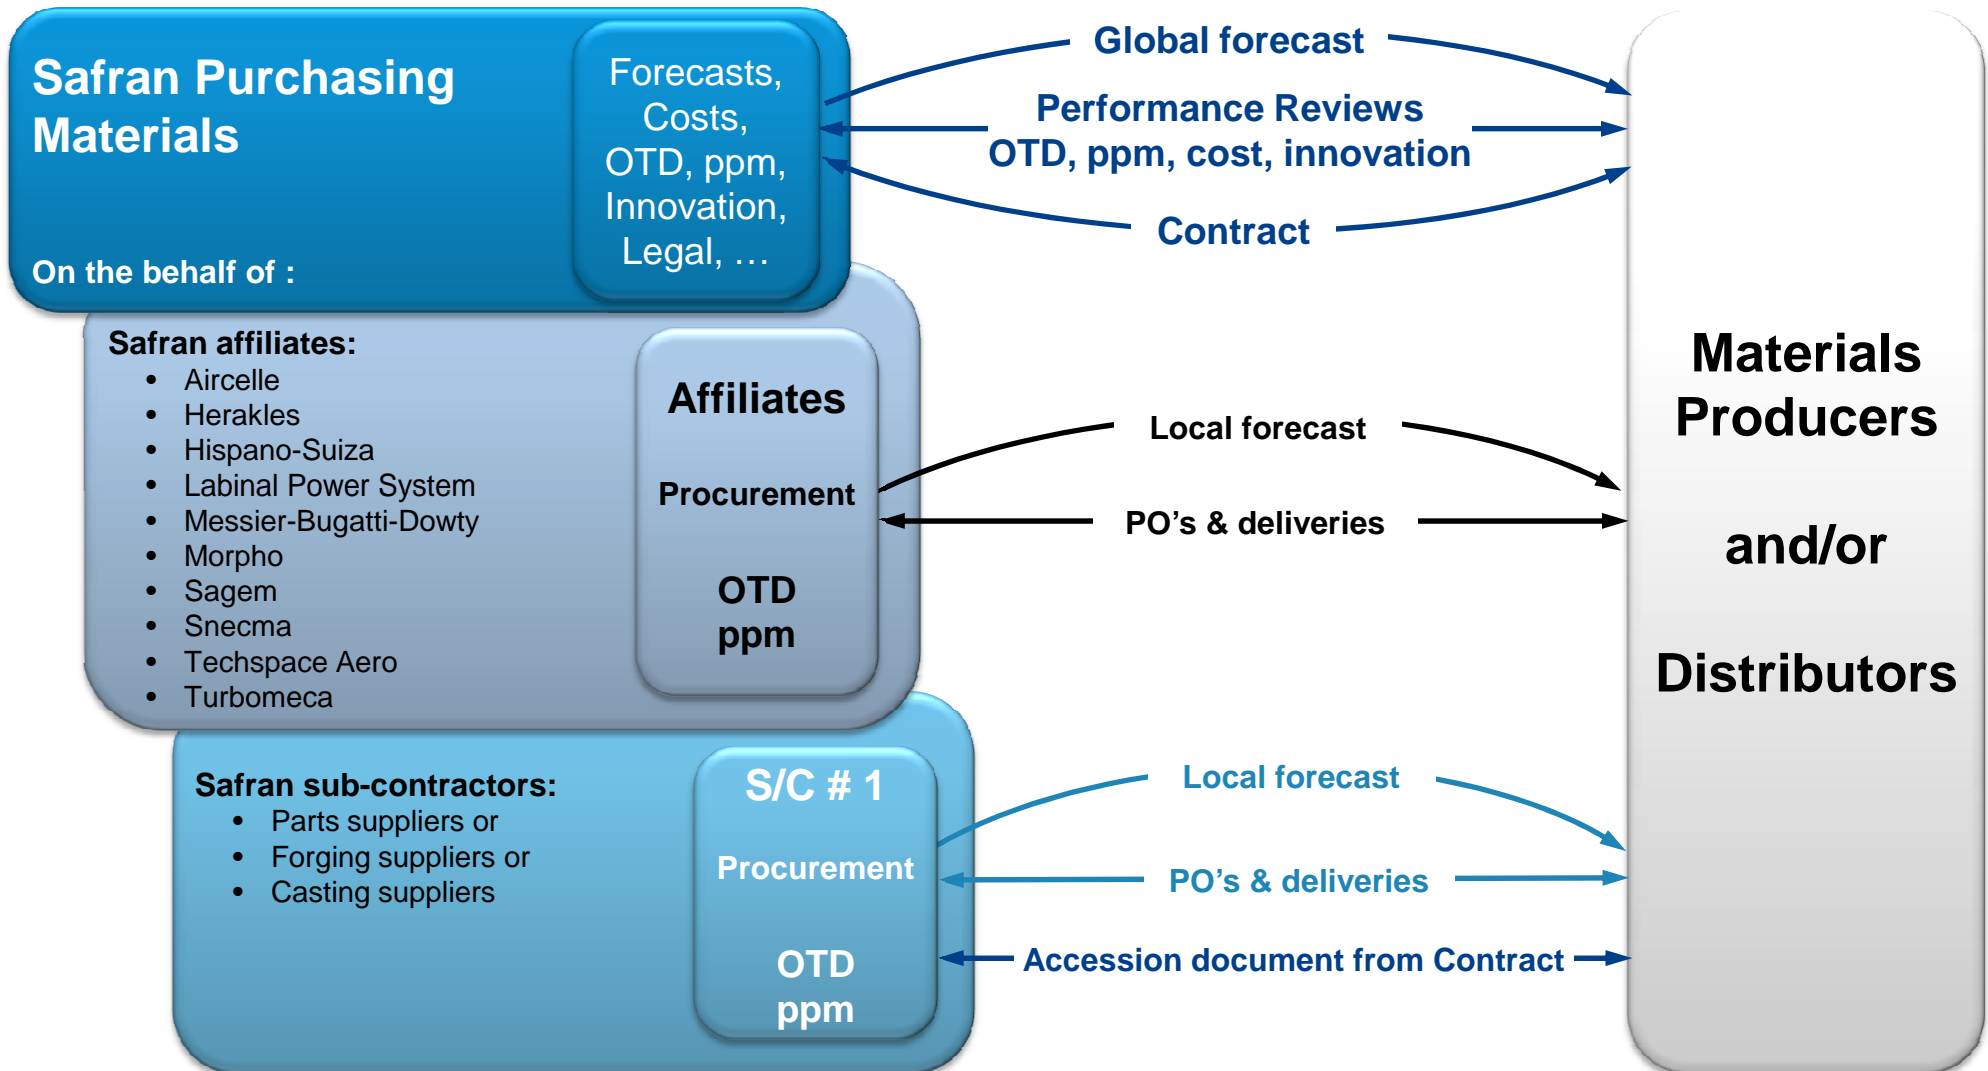 Safran Purchasing
Materials
On the behalf of :
Forecasts,
Costs,
OTD, ppm,
Innovation,
Legal, …
Global forecast
Performance Reviews
OTD, ppm, cost, innovation
Contract
Safran affiliates:
• Aircelle
• Herakles
• Hispano-Suiza
• Labinal Power System
• Messier-Bugatti-Dowty
• Morpho
• Sagem
• Snecma
• Techspace Aero
• Turbomeca
Affiliates
Procurement
OTD
ppm
Local forecast
PO’s & deliveries
Safran sub-contractors:
• Parts suppliers or
• Forging suppliers or
• Casting suppliers
S/C # 1
Procurement
OTD
ppm
Local forecast
PO’s & deliveries
Accession document from Contract
Materials
Producers
and/or
Distributors